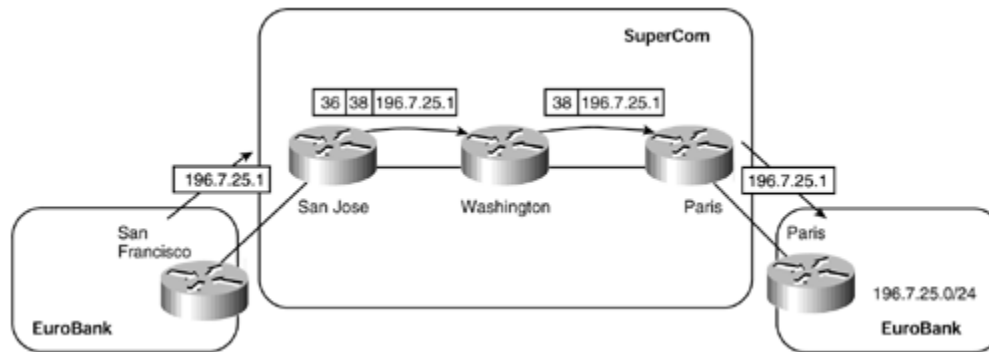 SuperCom
36 38 196.7.25.1
38 196.7.25.1
196.7.25.1
196.7.25.1
San Jose
Washington
Paris
San
Francisco
Paris
196.7.25.0/24
EuroBank
EuroBank